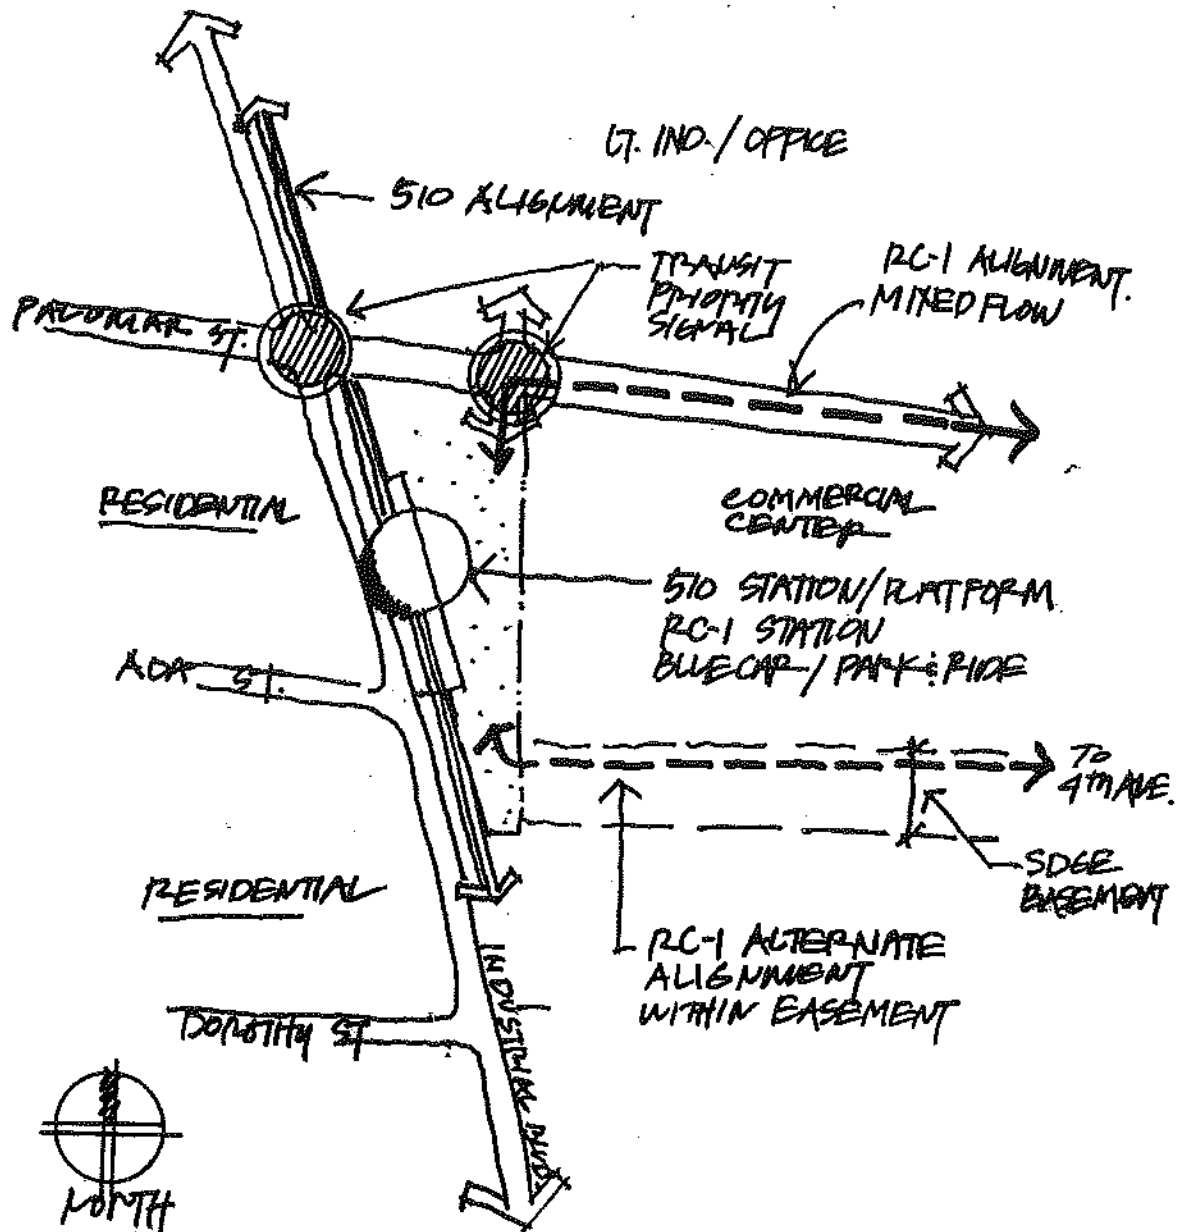 LT. IND. / OFFICE
510 ALIGNMENT
TRANSIT
PRIORITY
SIGNAL
RC-1 ALIGNMENT.
MIXED FLOW
PALOMAR ST.
RESIDENTIAL
COMMERCIAL
CENTER
510 STATION/PLATFORM
RC-1 STATION
BLUE CAR / PARK & RIDE
ADA ST.
TO
4TH AVE.
SDGE
EASEMENT
RESIDENTIAL
RC-1 ALTERNATE
ALIGNMENT
WITHIN EASEMENT
INDUSTRIAL BLVD.
DOROTHY ST
NORTH